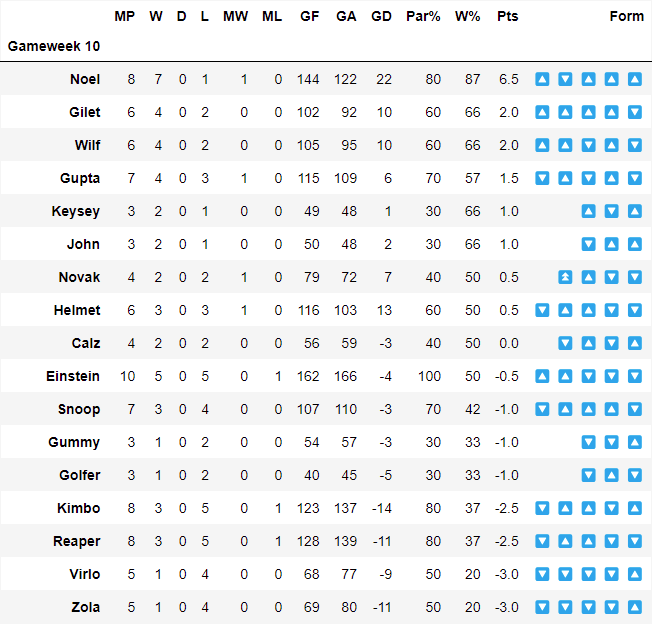 MP W D L MW ML GF GA GD Par% W% Pts Form
Gameweek 10
Noel 8 7 0 1 1 0 144 122 22 80 87 6.5
Gilet 6 4 0 2 0 0 102 92 10 60 66 2.0
Wilf 6 4 0 2 0 0 105 95 10 60 66 2.0
Gupta 7 4 0 3 1 0 115 109 6 70 57 1.5
Keysey 3 2 0 1 0 0 49 48 1 30 66 1.0
John 3 2 0 1 0 0 50 48 2 30 66 1.0
Novak 4 2 0 2 1 0 79 72 7 40 50 0.5
Helmet 6 3 0 3 1 0 116 103 13 60 50 0.5
Calz 4 2 0 2 0 0 56 59 -3 40 50 0.0
Einstein 10 5 0 5 0 1 162 166 -4 100 50 -0.5
Snoop 7 3 0 4 0 0 107 110 -3 70 42 -1.0
Gummy 3 1 0 2 0 0 54 57 -3 30 33 -1.0
Golfer 3 1 0 2 0 0 40 45 -5 30 33 -1.0
Kimbo 8 3 0 5 0 1 123 137 -14 80 37 -2.5
Reaper 8 3 0 5 0 1 128 139 -11 80 37 -2.5
Virlo 5 1 0 4 0 0 68 77 -9 50 20 -3.0
Zola 5 1 0 4 0 0 69 80 -11 50 20 -3.0